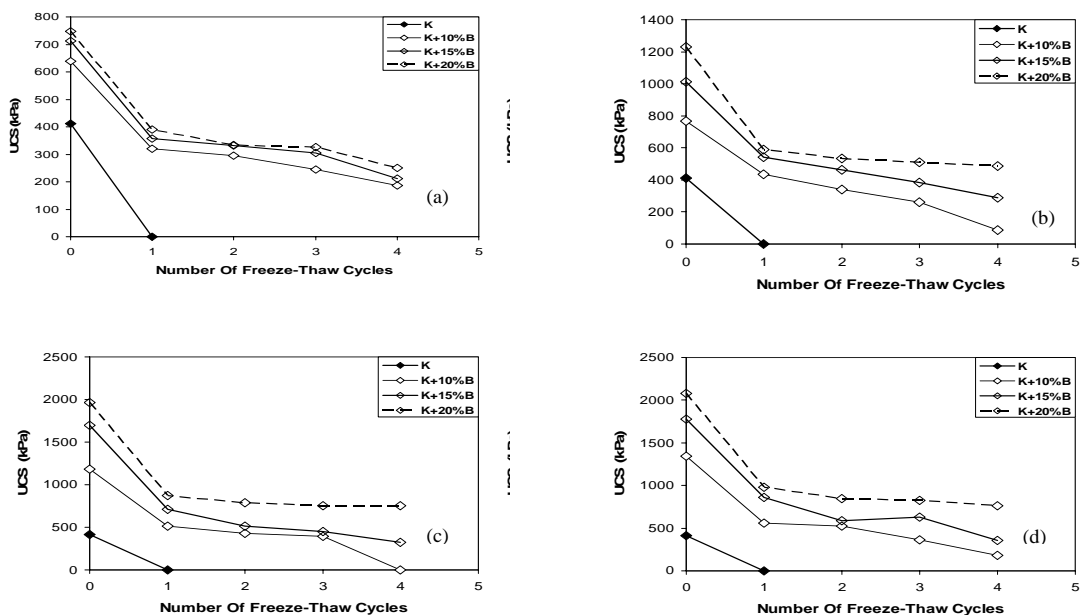 800
700
600
500
400
300
200
100
0
UCS (kPa)
K
K+10%B
K+15%B
K+20%B
(a)
0 1 2 3 4 5
Number Of Freeze-Thaw Cycles
1400
1200
1000
800
600
400
200
0
UCS (kPa)
K
K+10%B
K+15%B
K+20%B
(b)
0 1 2 3 4 5
Number Of Freeze-Thaw Cycles
2500
2000
1500
1000
500
0
UCS (kPa)
K
K+10%B
K+15%B
K+20%B
(c)
0 1 2 3 4 5
Number Of Freeze-Thaw Cycles
2500
2000
1500
1000
500
0
UCS (kPa)
K
K+10%B
K+15%B
K+20%B
(d)
0 1 2 3 4 5
Number Of Freeze-Thaw Cycles